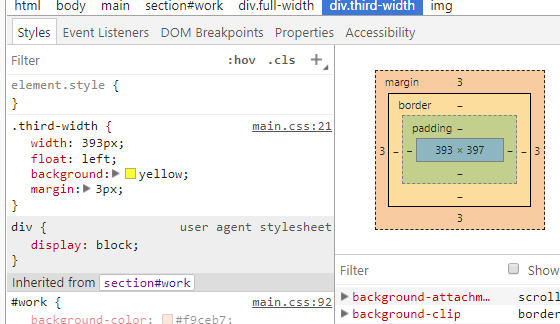 html body main section#work div.full-width div.third-width img
Styles Event Listeners DOM Breakpoints Properties Accessibility
Filter :hov .cls +
element.style {
}
.third-width { main.css:21
width: 393px;
float: left;
background: yellow;
margin: 3px;
}
div { user agent stylesheet
display: block;
}
Inherited from section#work
#work { main.css:92
background-color: #f9ceb7;
margin 3
border –
padding –
3 – – 393 × 397 – – 3
–
–
3
Filter Show
background-attachm… scroll
background-clip border